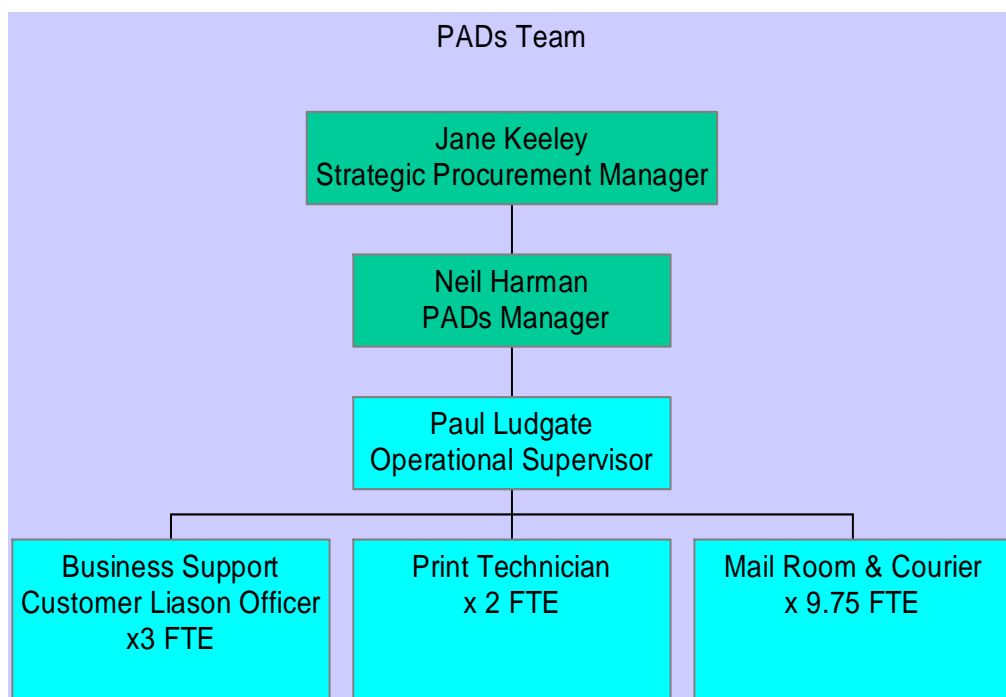 PADs Team
Jane Keeley
Strategic Procurement Manager
Neil Harman
PADs Manager
Paul Ludgate
Operational Supervisor
Business Support
Customer Liason Officer
x3 FTE
Print Technician
x 2 FTE
Mail Room & Courier
x 9.75 FTE